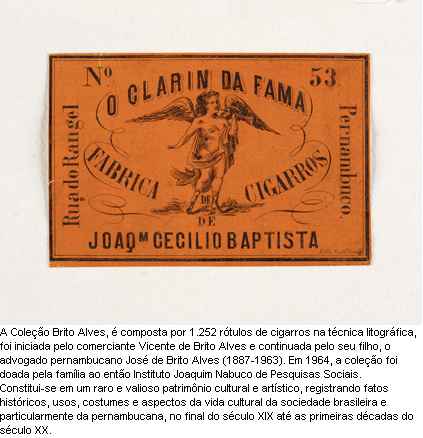 Nº 53
O CLARIN DA FAMA
Rua do Rangel
Pernambuco.
FABRICA DE CIGARROS
DE
JOAQᴹ CECILIO BAPTISTA
A Coleção Brito Alves, é composta por 1.252 rótulos de cigarros na técnica litográfica,
foi iniciada pelo comerciante Vicente de Brito Alves e continuada pelo seu filho, o
advogado pernambucano José de Brito Alves (1887-1963). Em 1964, a coleção foi
doada pela família ao então Instituto Joaquim Nabuco de Pesquisas Sociais.
Constitui-se em um raro e valioso patrimônio cultural e artístico, registrando fatos
históricos, usos, costumes e aspectos da vida cultural da sociedade brasileira e
particularmente da pernambucana, no final do século XIX até as primeiras décadas do
século XX.